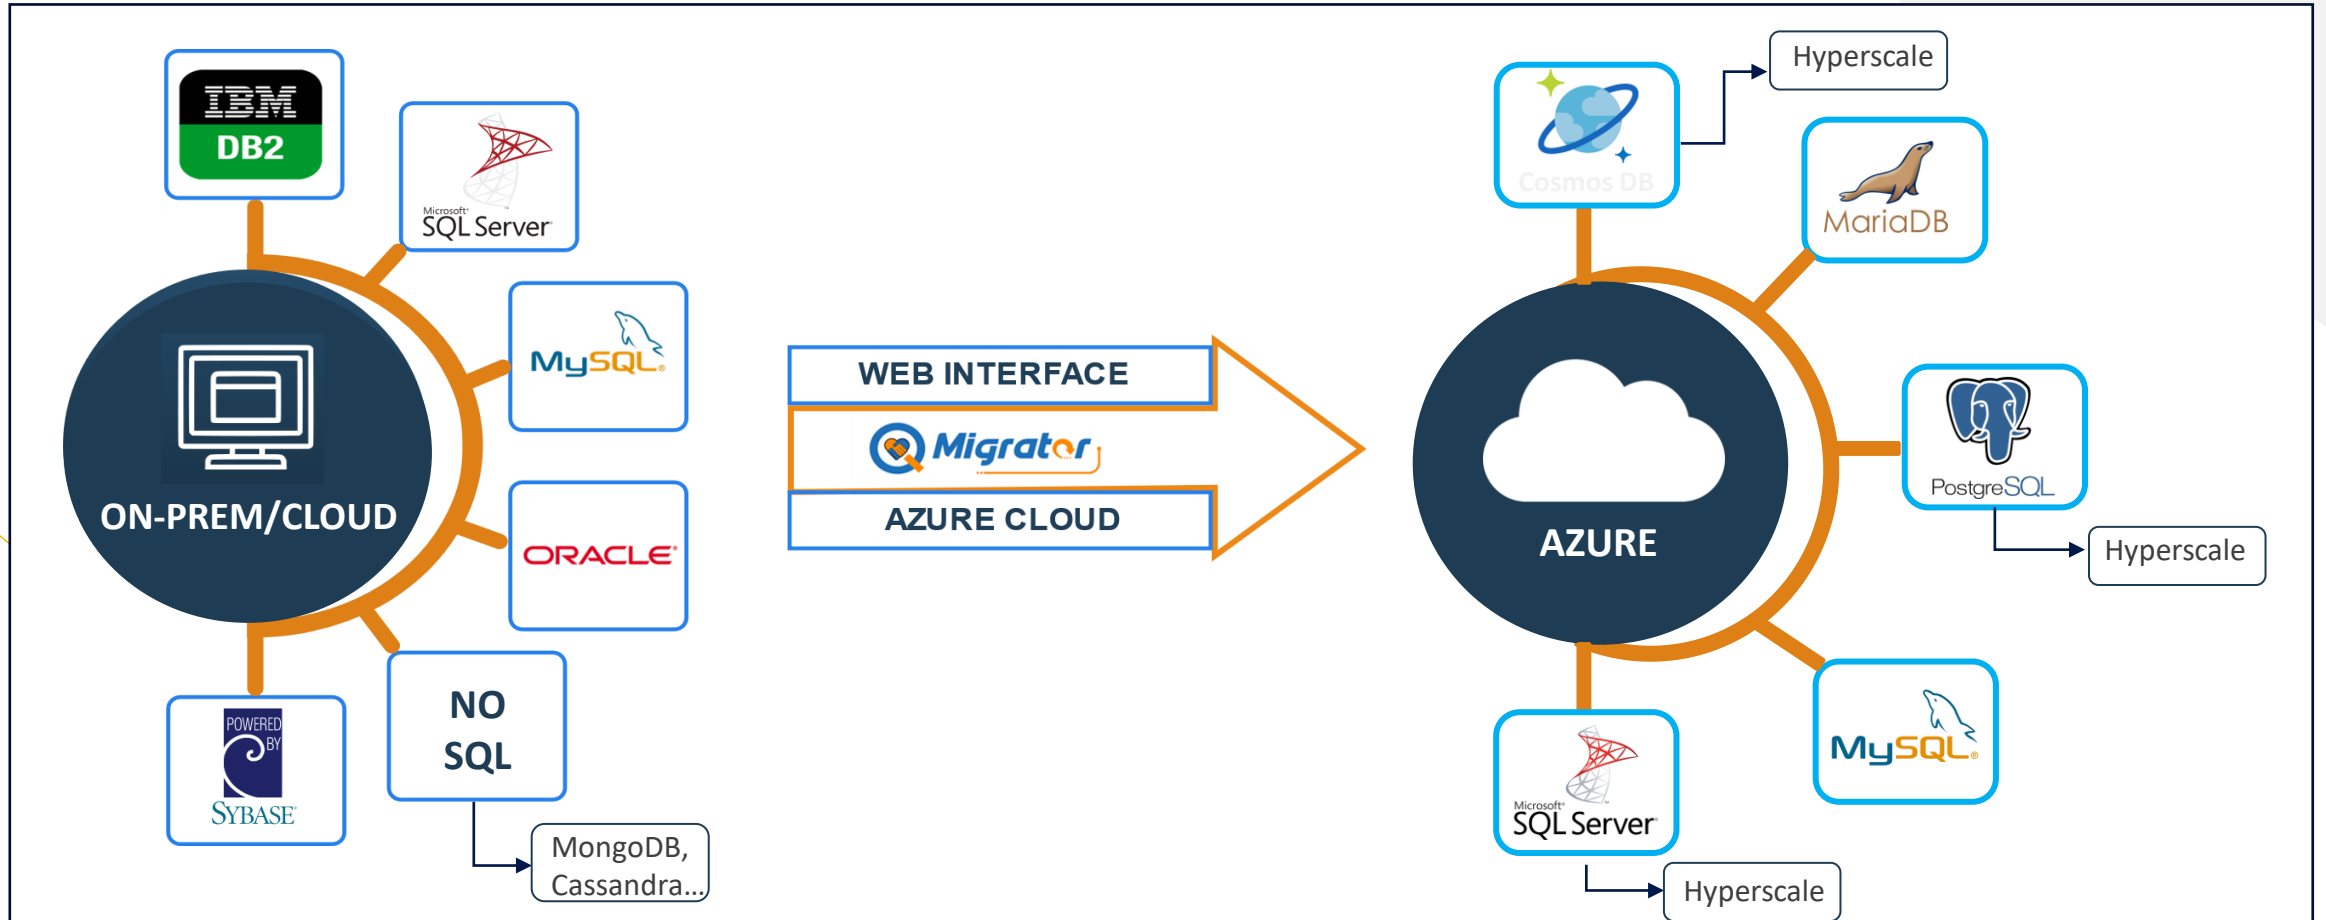 IBM
DB2
Microsoft®
SQL Server®
MySQL®
ORACLE®
NO
SQL
MongoDB,
Cassandra...
POWERED
BY
SYBASE®
ON-PREM/CLOUD
WEB INTERFACE
Migrator
AZURE CLOUD
Cosmos DB
Hyperscale
MariaDB
PostgreSQL
Hyperscale
MySQL®
Microsoft®
SQL Server®
Hyperscale
AZURE